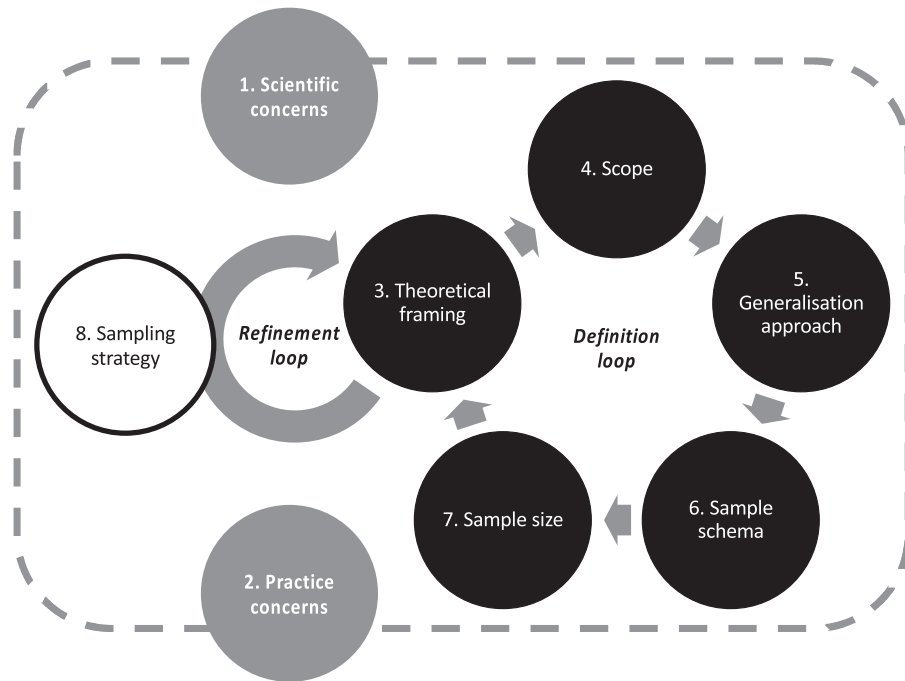 1. Scientific
concerns
4. Scope
3. Theoretical
framing
5.
Generalisation
approach
8. Sampling
strategy
Refinement
loop
Definition
loop
7. Sample size
6. Sample
schema
2. Practice
concerns